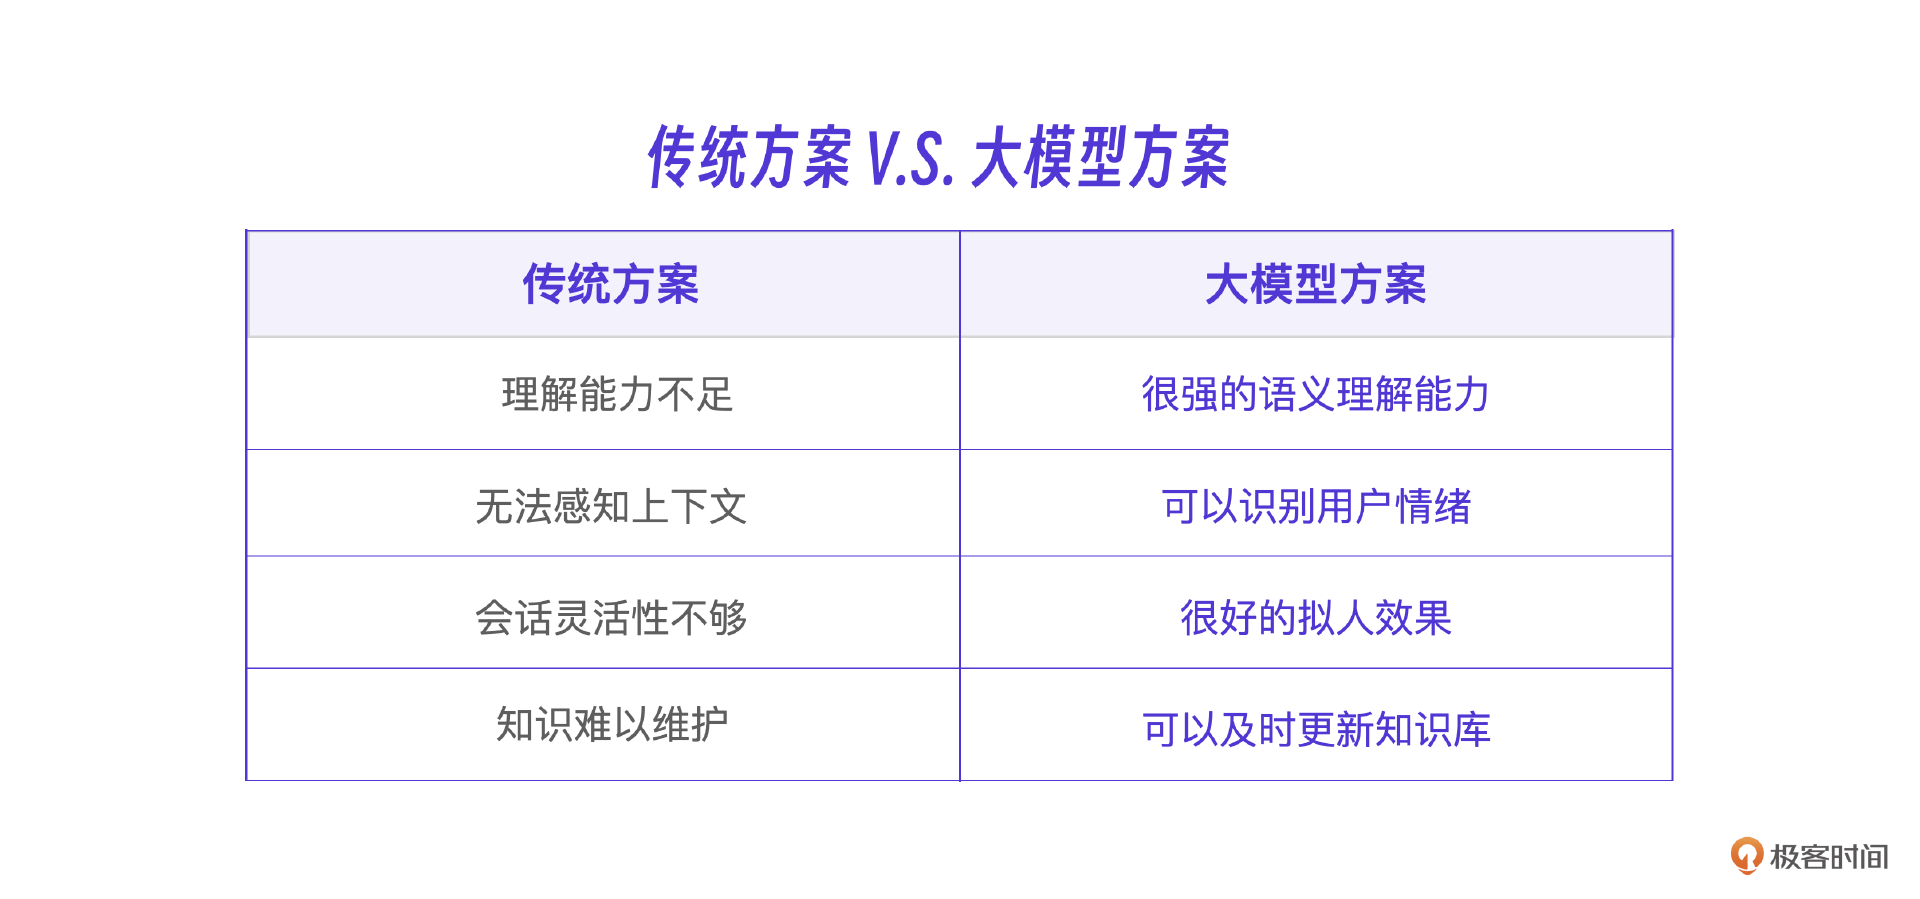 传统方案 V.S. 大模型方案
传统方案 大模型方案
理解能力不足 很强的语义理解能力
无法感知上下文 可以识别用户情绪
会话灵活性不够 很好的拟人效果
知识难以维护 可以及时更新知识库
极客时间